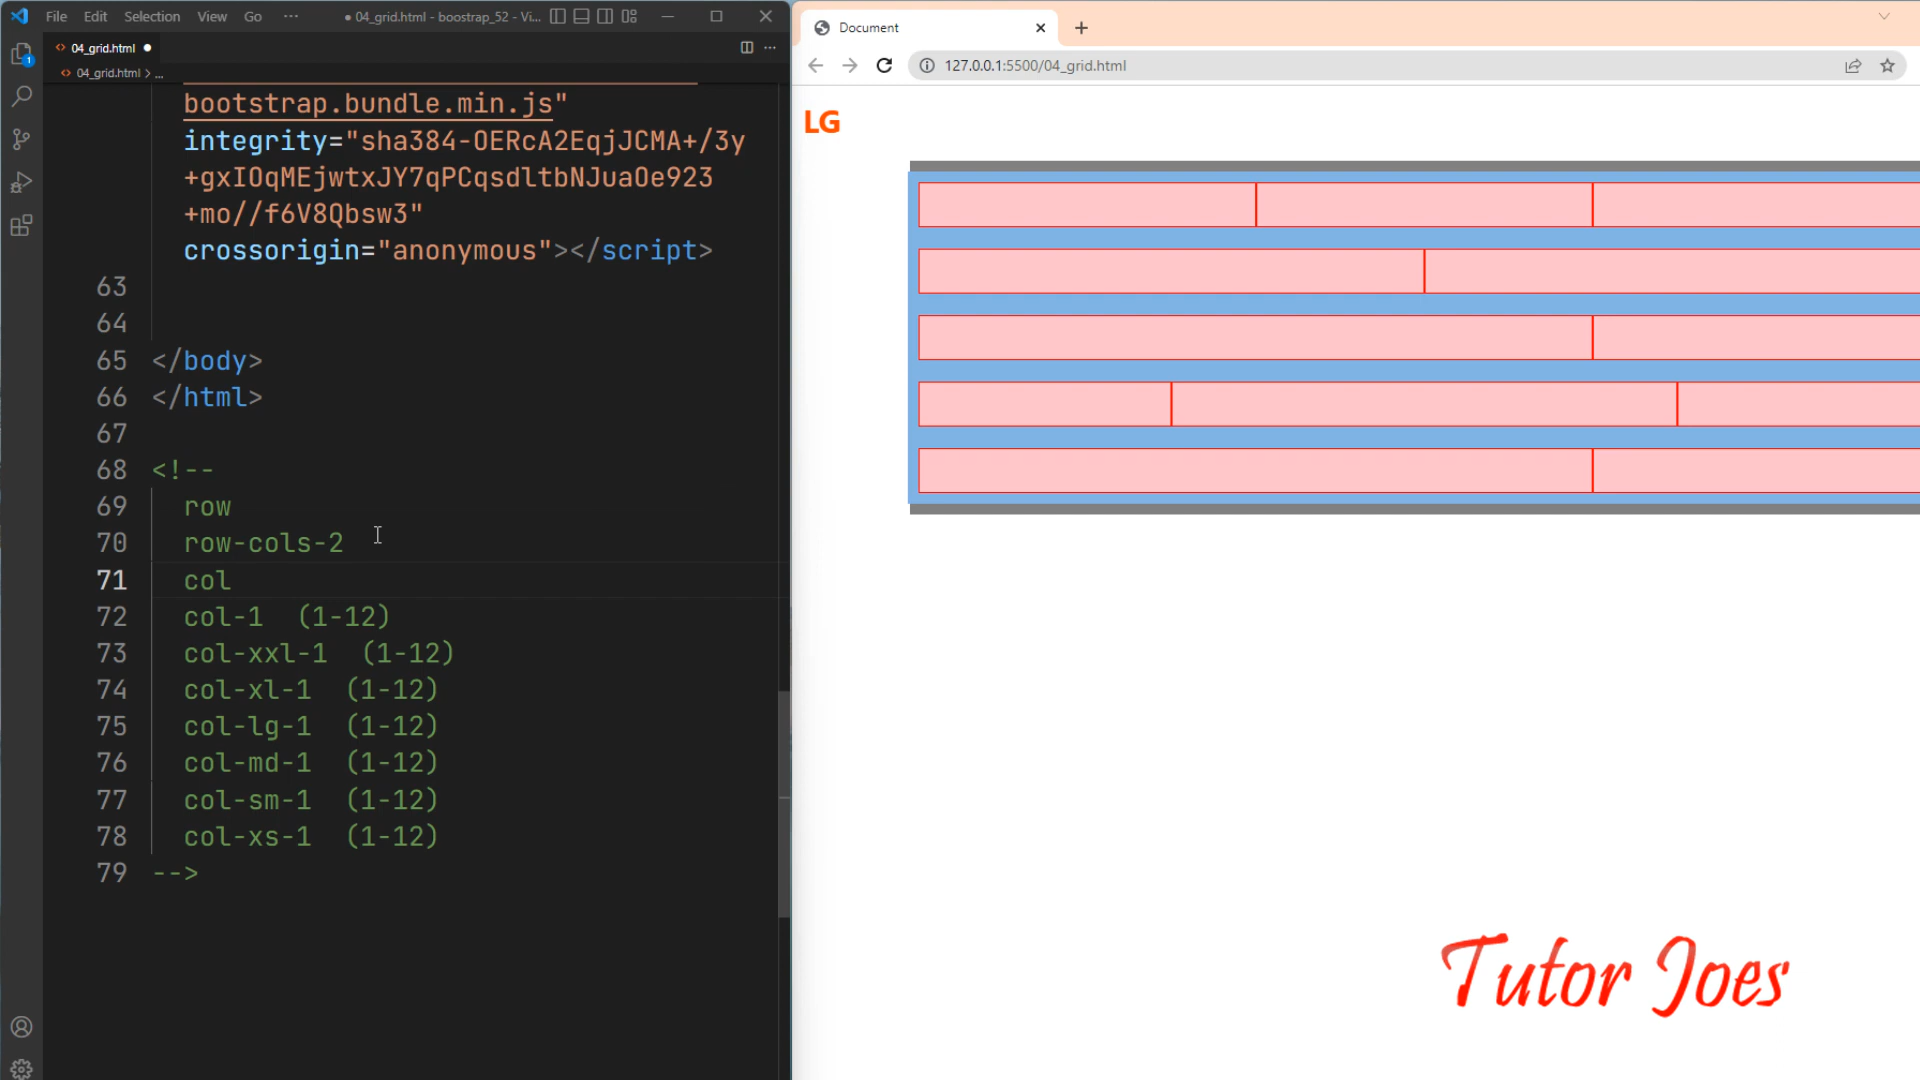 File Edit Selection View Go ··· ● 04_grid.html - boostrap_52 - Vi...
<> 04_grid.html ●
<> 04_grid.html > ...
1
bootstrap.bundle.min.js"
integrity="sha384-OERcA2EqjJCMA+/3y
+gxIOqMEjwtxJY7qPCqsdltbNJuaOe923
+mo//f6V8Qbsw3"
crossorigin="anonymous"></script>
63
64
65 </body>
66 </html>
67
68 <!--
69 row
70 row-cols-2
71 col
72 col-1 (1-12)
73 col-xxl-1 (1-12)
74 col-xl-1 (1-12)
75 col-lg-1 (1-12)
76 col-md-1 (1-12)
77 col-sm-1 (1-12)
78 col-xs-1 (1-12)
79 -->
Document
127.0.0.1:5500/04_grid.html
LG
Tutor Joes